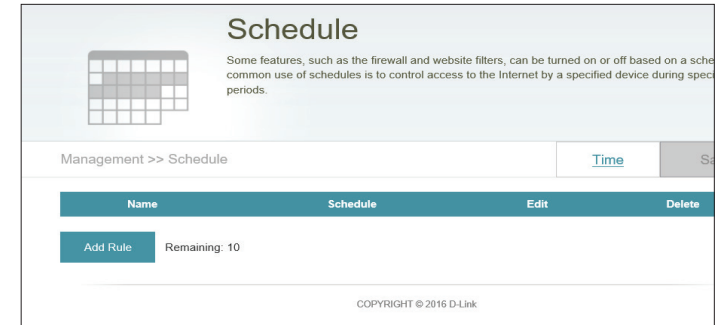 Schedule
Some features, such as the firewall and website filters, can be turned on or off based on a
common use of schedules is to control access to the Internet by a specified device during
periods.
Management >> Schedule Time
Name Schedule Edit Delete
Add Rule Remaining: 10
COPYRIGHT © 2016 D-Link